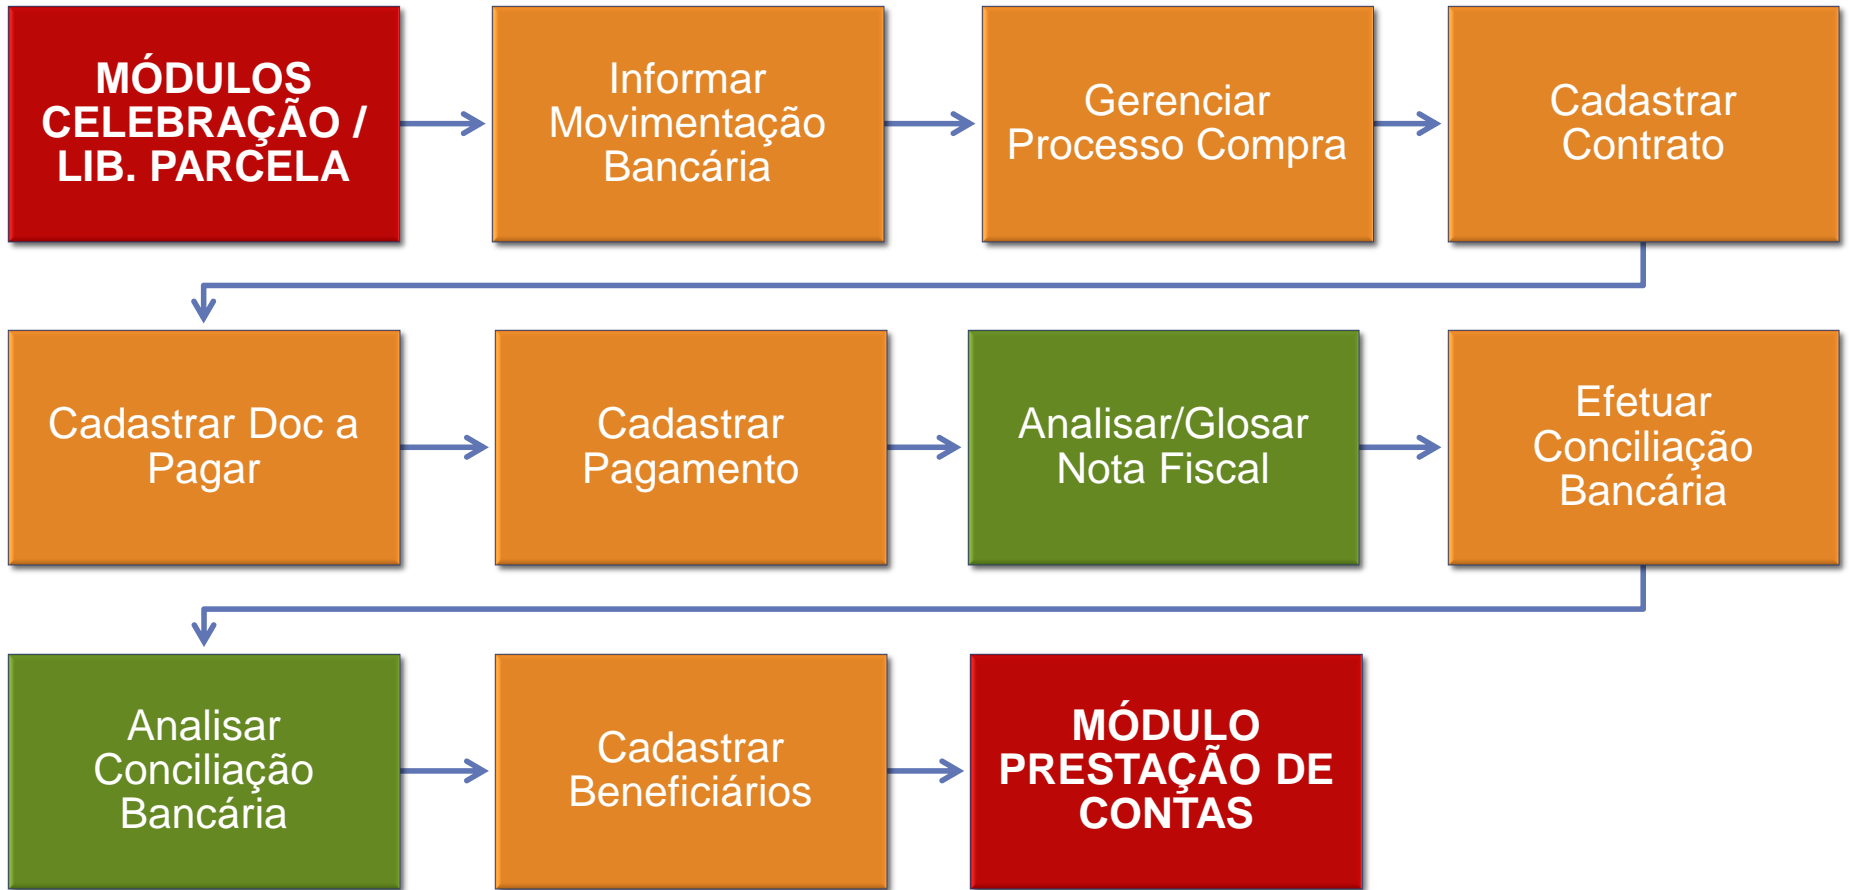 MÓDULOS
CELEBRAÇÃO /
LIB. PARCELA
Informar
Movimentação
Bancária
Gerenciar
Processo Compra
Cadastrar
Contrato
Cadastrar Doc a
Pagar
Cadastrar
Pagamento
Analisar/Glosar
Nota Fiscal
Efetuar
Conciliação
Bancária
Analisar
Conciliação
Bancária
Cadastrar
Beneficiários
MÓDULO
PRESTAÇÃO DE
CONTAS